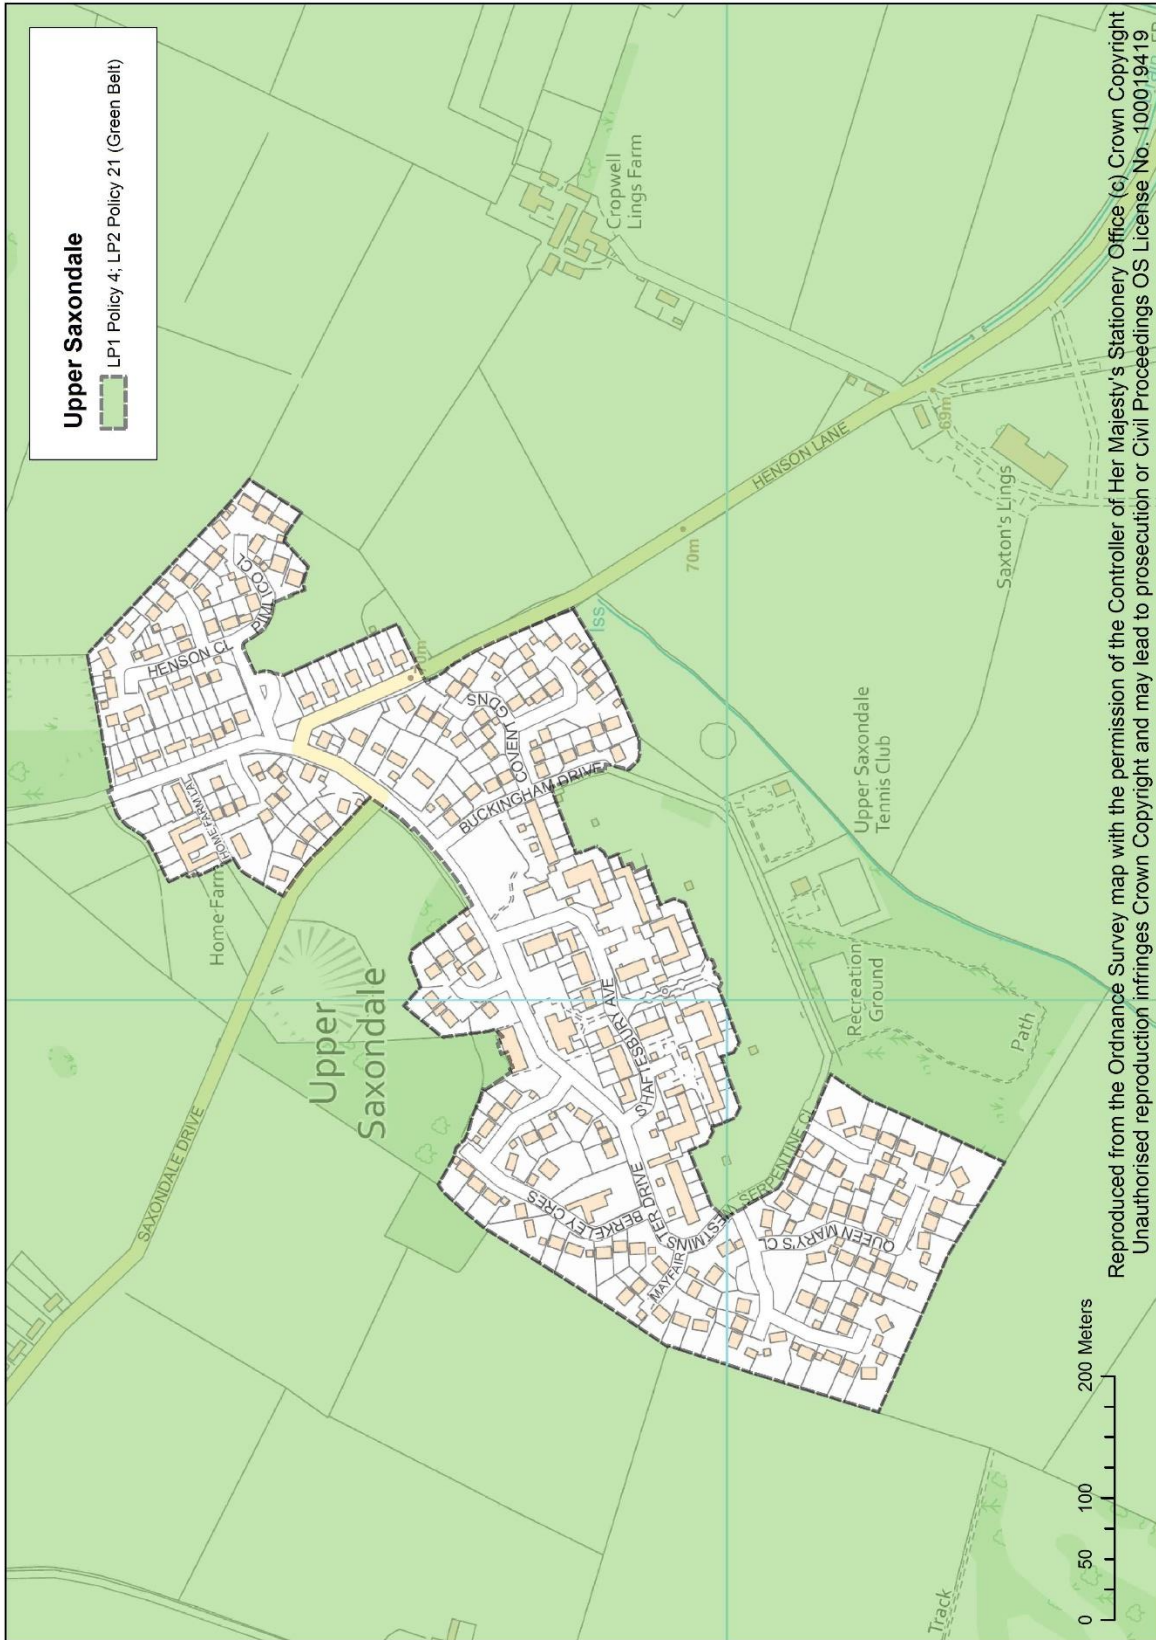 Upper Saxondale
LP1 Policy 4; LP2 Policy 21 (Green Belt)
Cropwell
Lings Farm
HENSON LANE
69m
Saxton's Lings
70m
PIMLICO CL
HENSON CL
70m
Iss
COVENT GDNS
BUCKINGHAM DRIVE
HOME FARM LA
Home Farm
Upper Saxondale
Tennis Club
Upper
Saxondale
SHAFTESBURY AVE
Recreation
Ground
Path
SAXONDALE DRIVE
BERKELEY CRES
WESTMINSTER DRIVE
SERPENTINE CL
MAYFAIR
QUEEN MARY'S CL
Track
0 50 100 200 Meters
Reproduced from the Ordnance Survey map with the permission of the Controller of Her Majesty's Stationery Office (c) Crown Copyright
Unauthorised reproduction infringes Crown Copyright and may lead to prosecution or Civil Proceedings OS License No. 100019419